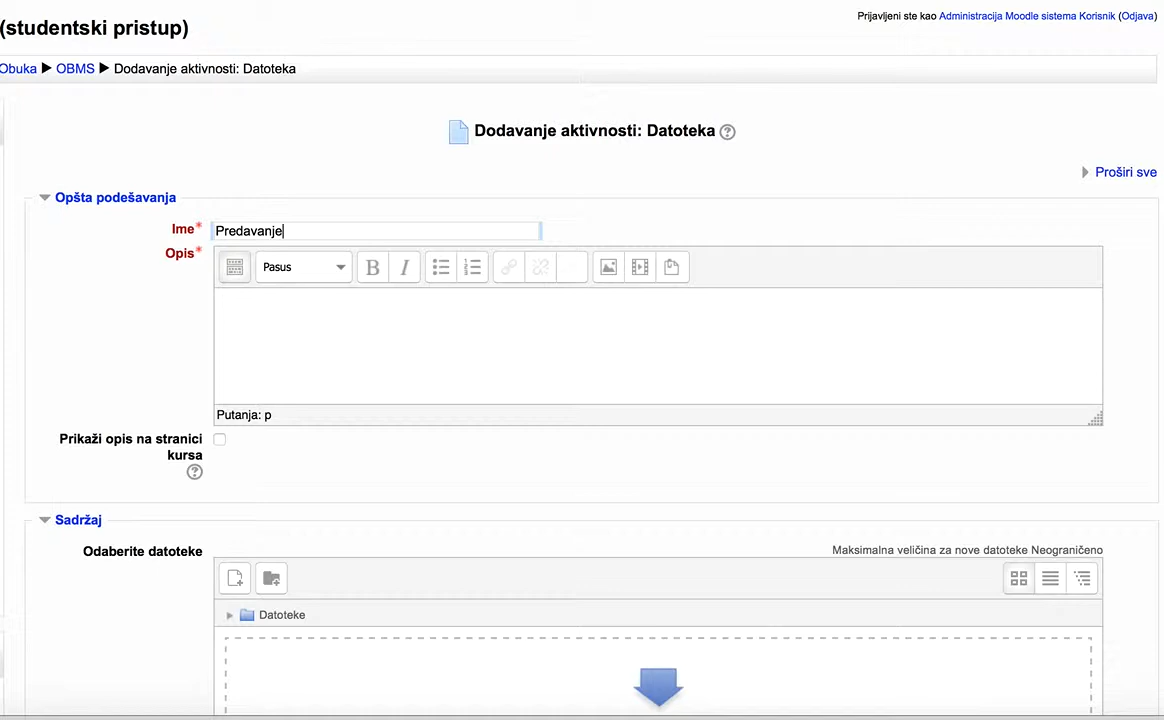 Prijavljeni ste kao Administracija Moodle sistema Korisnik (Odjava)
(studentski pristup)
Obuka ► OBMS ► Dodavanje aktivnosti: Datoteka
Dodavanje aktivnosti: Datoteka
Proširi sve
Opšta podešavanja
Ime* Predavanje
Opis*
Pasus B I
Putanja: p
Prikaži opis na stranici
kursa
Sadržaj
Odaberite datoteke
Maksimalna veličina za nove datoteke Neograničeno
Datoteke